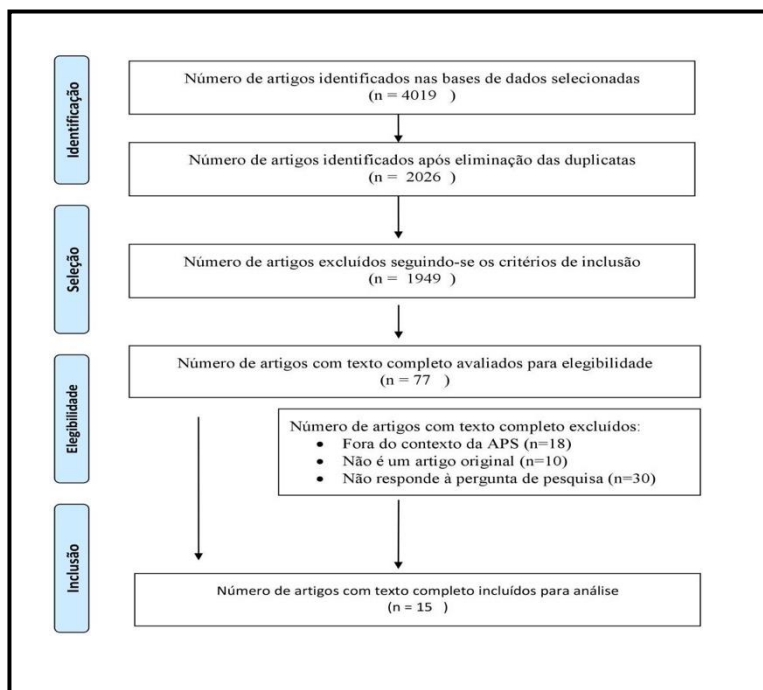 Identificação
Número de artigos identificados nas bases de dados selecionadas
(n = 4019 )
Número de artigos identificados após eliminação das duplicatas
(n = 2026 )
Seleção
Número de artigos excluídos seguindo-se os critérios de inclusão
(n = 1949 )
Elegibilidade
Número de artigos com texto completo avaliados para elegibilidade
(n = 77 )
Número de artigos com texto completo excluídos:
• Fora do contexto da APS (n=18)
• Não é um artigo original (n=10)
• Não responde à pergunta de pesquisa (n=30)
Inclusão
Número de artigos com texto completo incluídos para análise
(n = 15 )